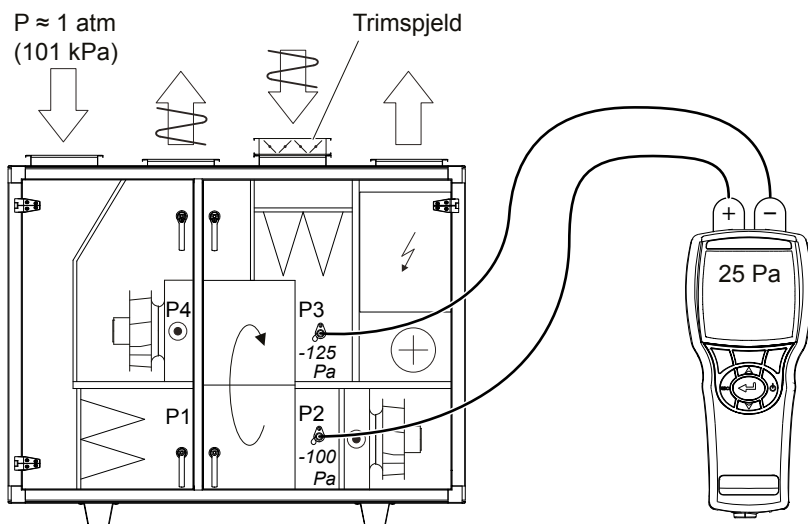 P ≈ 1 atm
(101 kPa)
Trimspjeld
+ −
25 Pa
P4
P3
-125
Pa
P1
P2
-100
Pa